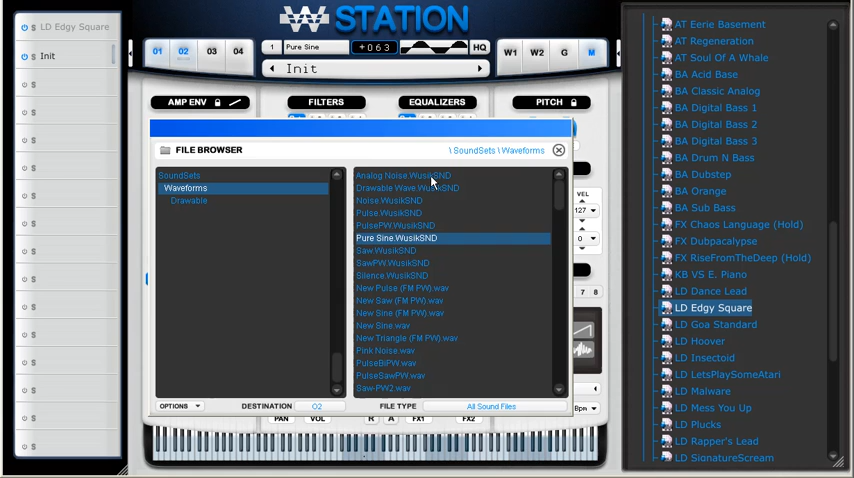 LD Edgy Square
Init
STATION
01 02 03 04
1 Pure Sine +063 HQ
Init
W1 W2 G M
AMP ENV
FILTERS
EQUALIZERS
PITCH
FILE BROWSER
\ SoundSets \ Waveforms
SoundSets
Waveforms
Drawable
Analog Noise.WusikSND
Drawable Wave.WusikSND
Noise.WusikSND
Pulse.WusikSND
PulsePW.WusikSND
Pure Sine.WusikSND
Saw.WusikSND
SawPW.WusikSND
Silence.WusikSND
New Pulse (FM PW).wav
New Saw (FM PW).wav
New Sine (FM PW).wav
New Sine.wav
New Triangle (FM PW).wav
Pink Noise.wav
PulseBiPW.wav
PulseSawPW.wav
Saw-PW2.wav
OPTIONS
DESTINATION
O2
FILE TYPE
All Sound Files
VEL
127
0
7 8
Bpm
PAN VOL R A FX1 FX2
AT Eerie Basement
AT Regeneration
AT Soul Of A Whale
BA Acid Base
BA Classic Analog
BA Digital Bass 1
BA Digital Bass 2
BA Digital Bass 3
BA Drum N Bass
BA Dubstep
BA Orange
BA Sub Bass
FX Chaos Language (Hold)
FX Dubpacalypse
FX RiseFromTheDeep (Hold)
KB VS E. Piano
LD Dance Lead
LD Edgy Square
LD Goa Standard
LD Hoover
LD Insectoid
LD LetsPlaySomeAtari
LD Malware
LD Mess You Up
LD Plucks
LD Rapper's Lead
LD SignatureScream